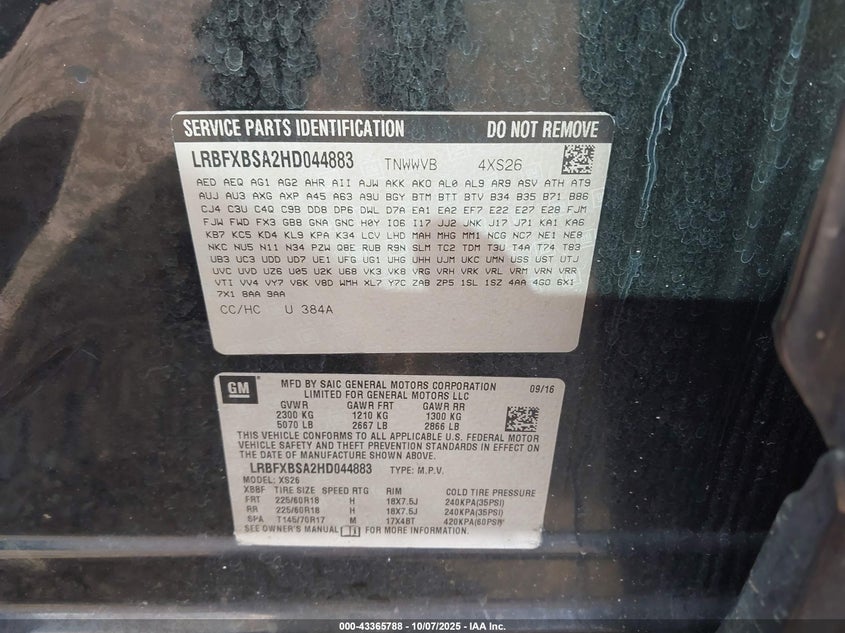 SERVICE PARTS IDENTIFICATION DO NOT REMOVE
LRBFXBSA2HD044883 TNWWVB 4XS26
AED AEQ AG1 AG2 AHR AII AJW AKK AKO AL0 AL9 AR9 ASV ATH AT9
AUJ AU3 AXG AXP A45 A63 A9U BGY BTM BTT BTV B34 B35 B71 B86
CJ4 C3U C4Q C9B DD8 DP6 DWL D7A EA1 EA2 EF7 E22 E27 E28 FJM
FJW FWD FX3 GB8 GNA GNC H0Y IO6 I17 JJ2 JNK J17 J71 KA1 KA6
KB7 KC5 KD4 KL9 KPA K34 LCV LHD MAH MHG MM1 NCG NC7 NE1 NE8
NKC NU5 N11 N34 PZW Q8E RUB R9N SLM TC2 TDM T3U T4A T74 T83
UB3 UC3 UDD UD7 UE1 UFG UG1 UHG UHH UJM UKC UMN USS UST UTJ
UVC UVD UZ6 U05 U2K U68 VK3 VK8 VRG VRH VRK VRL VRM VRN VRR
VTI VV4 VY7 V6K V8D WMH XL7 Y7C ZAB ZP5 1SL 1SZ 4AA 4G0 6X1
7X1 8AA 9AA
CC/HC U 384A
GM
MFD BY SAIC GENERAL MOTORS CORPORATION 09/16
LIMITED FOR GENERAL MOTORS LLC
GVWR GAWR FRT GAWR RR
2300 KG 1210 KG 1300 KG
5070 LB 2667 LB 2866 LB
THIS VEHICLE CONFORMS TO ALL APPLICABLE U.S. FEDERAL MOTOR
VEHICLE SAFETY AND THEFT PREVENTION STANDARDS IN EFFECT ON
THE DATE OF MANUFACTURE SHOWN ABOVE.
LRBFXBSA2HD044883 TYPE: M.P.V.
MODEL: XS26
XBBF TIRE SIZE SPEED RTG RIM COLD TIRE PRESSURE
FRT 225/60R18 H 18X7.5J 240KPA(35PSI)
RR 225/60R18 H 18X7.5J 240KPA(35PSI)
SPA T145/70R17 M 17X4BT 420KPA(60PSI)
SEE OWNER'S MANUAL FOR MORE INFORMATION.
000-43365788 - 10/07/2025 - IAA Inc.